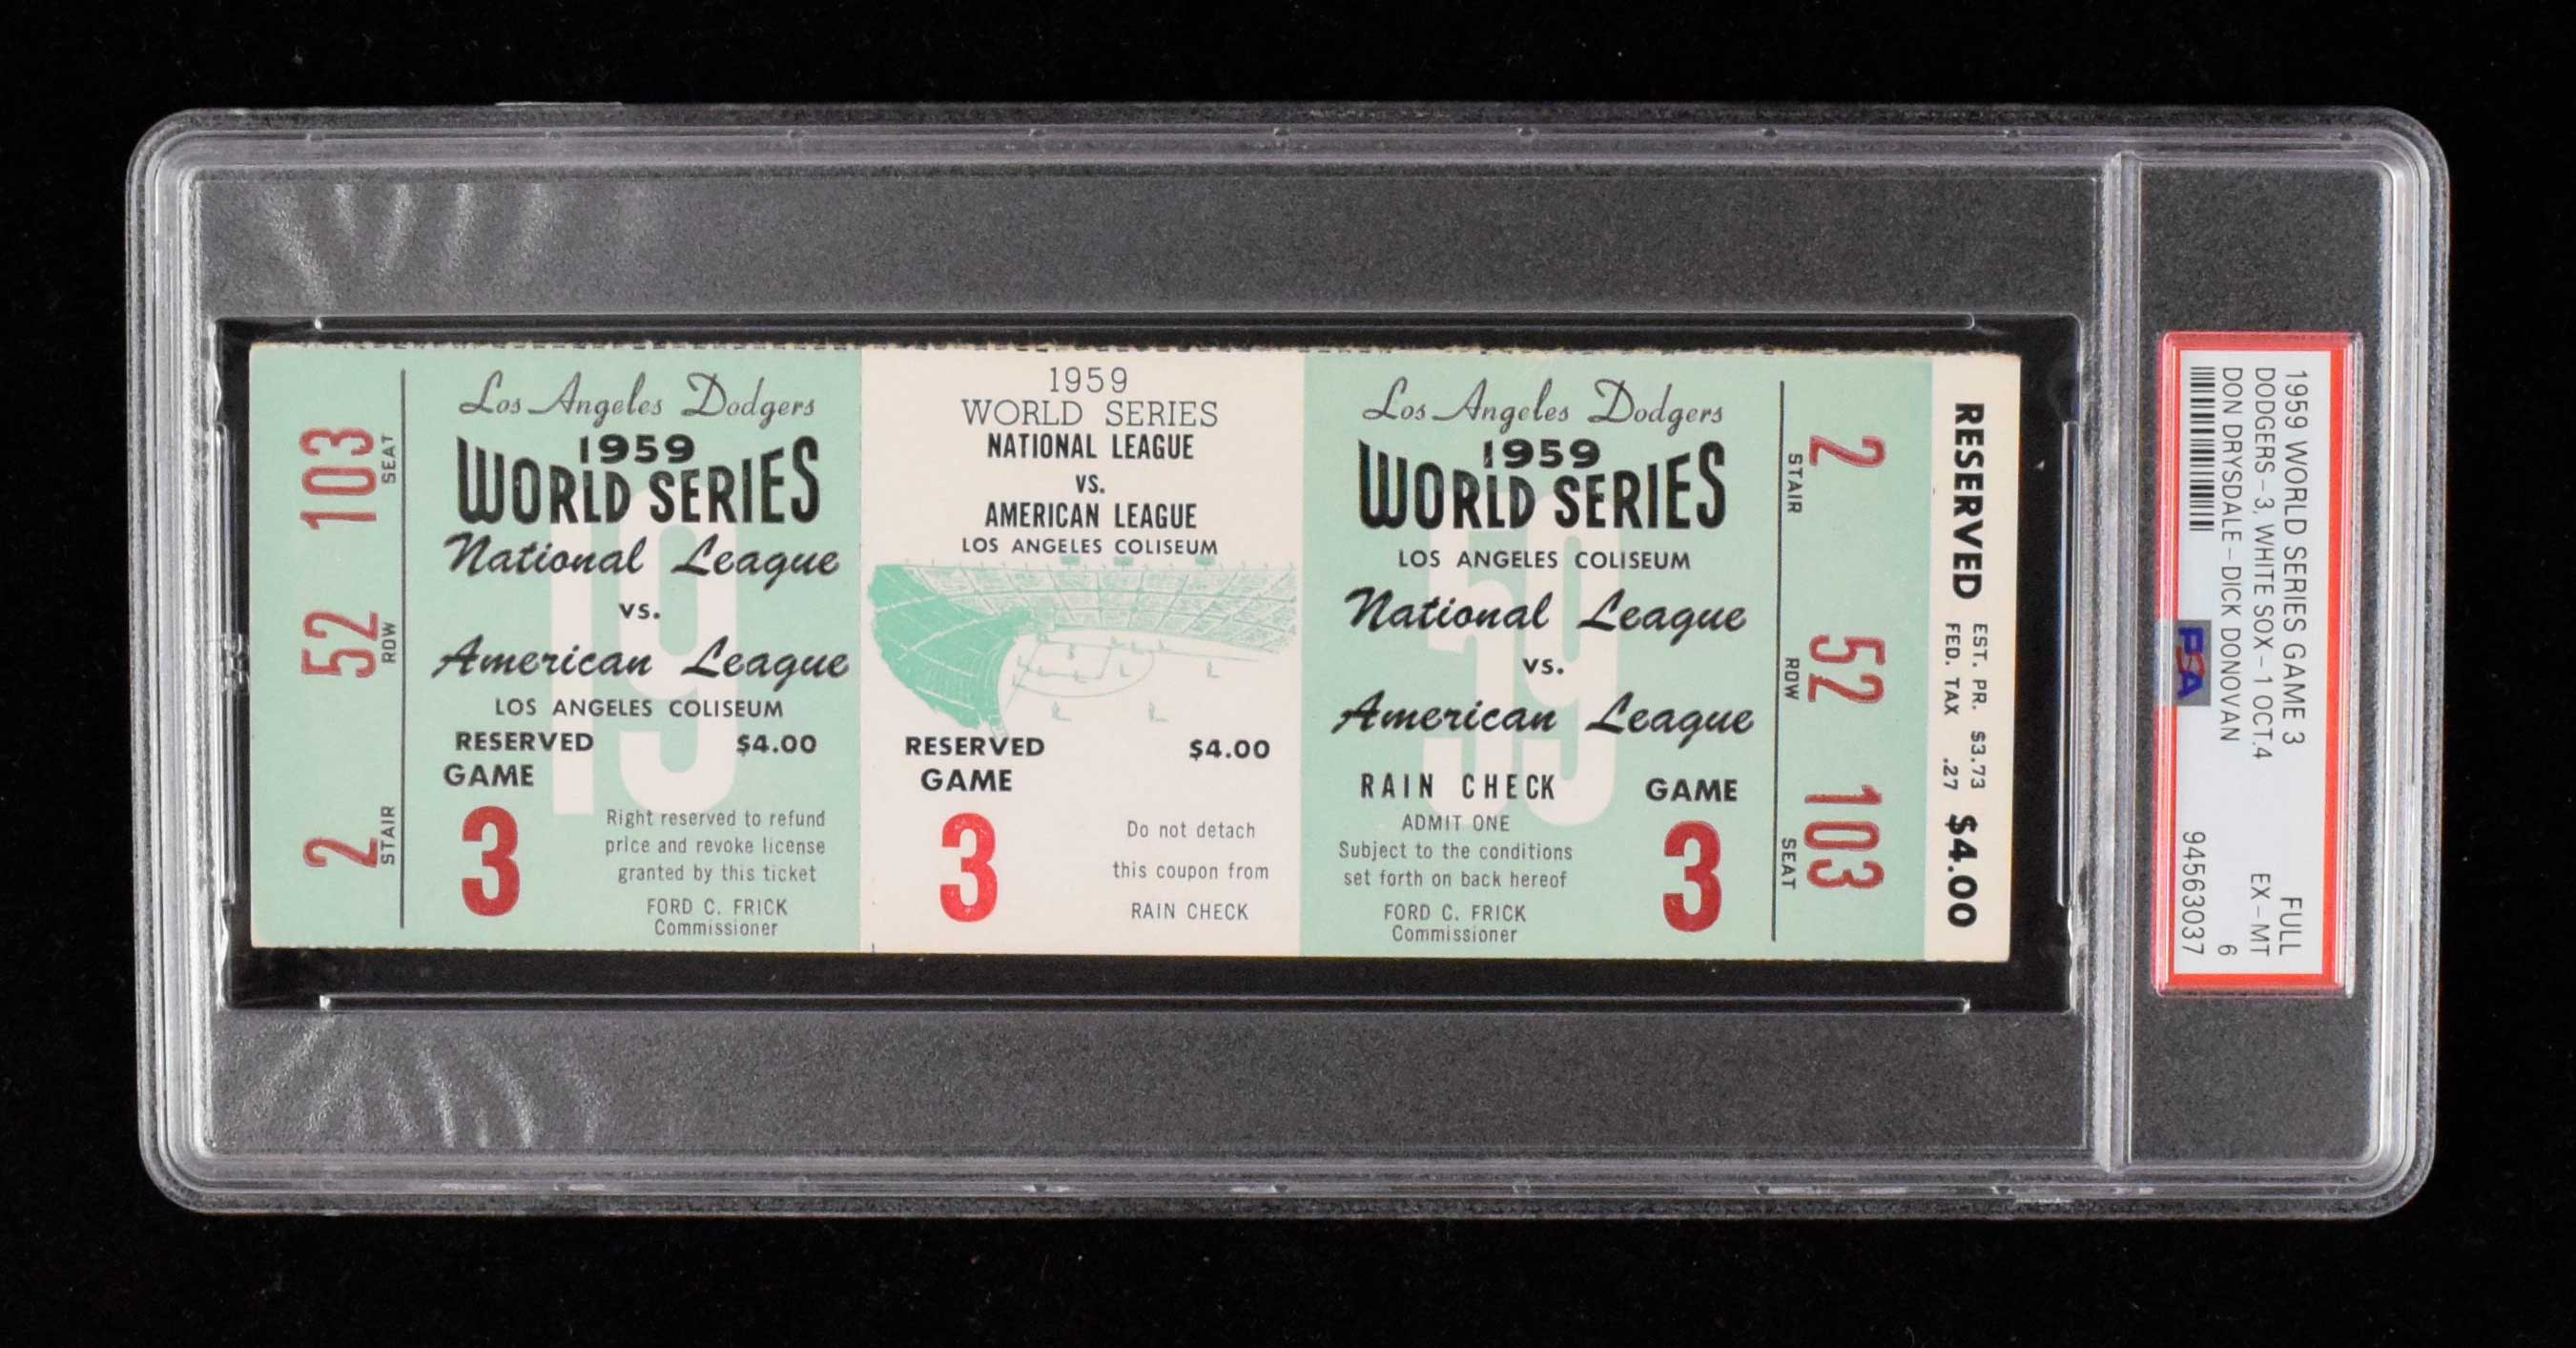 103 SEAT
52 ROW
2 STAIR
Los Angeles Dodgers
1959
WORLD SERIES
19
National League
vs.
American League
LOS ANGELES COLISEUM
RESERVED $4.00
GAME
3
Right reserved to refund
price and revoke license
granted by this ticket
FORD C. FRICK
Commissioner
1959
WORLD SERIES
NATIONAL LEAGUE
VS.
AMERICAN LEAGUE
LOS ANGELES COLISEUM
RESERVED $4.00
GAME
3
Do not detach
this coupon from
RAIN CHECK
Los Angeles Dodgers
1959
WORLD SERIES
59
LOS ANGELES COLISEUM
National League
vs.
American League
RAIN CHECK
ADMIT ONE
Subject to the conditions
set forth on back hereof
FORD C. FRICK
Commissioner
GAME
3
2 STAIR
52 ROW
103 SEAT
RESERVED EST. PR. $3.73 $4.00
FED. TAX .27
1959 WORLD SERIES GAME 3 FULL
DODGERS - 3, WHITE SOX - 1 OCT.4 EX-MT
DON DRYSDALE - DICK DONOVAN 6
PSA 94563037